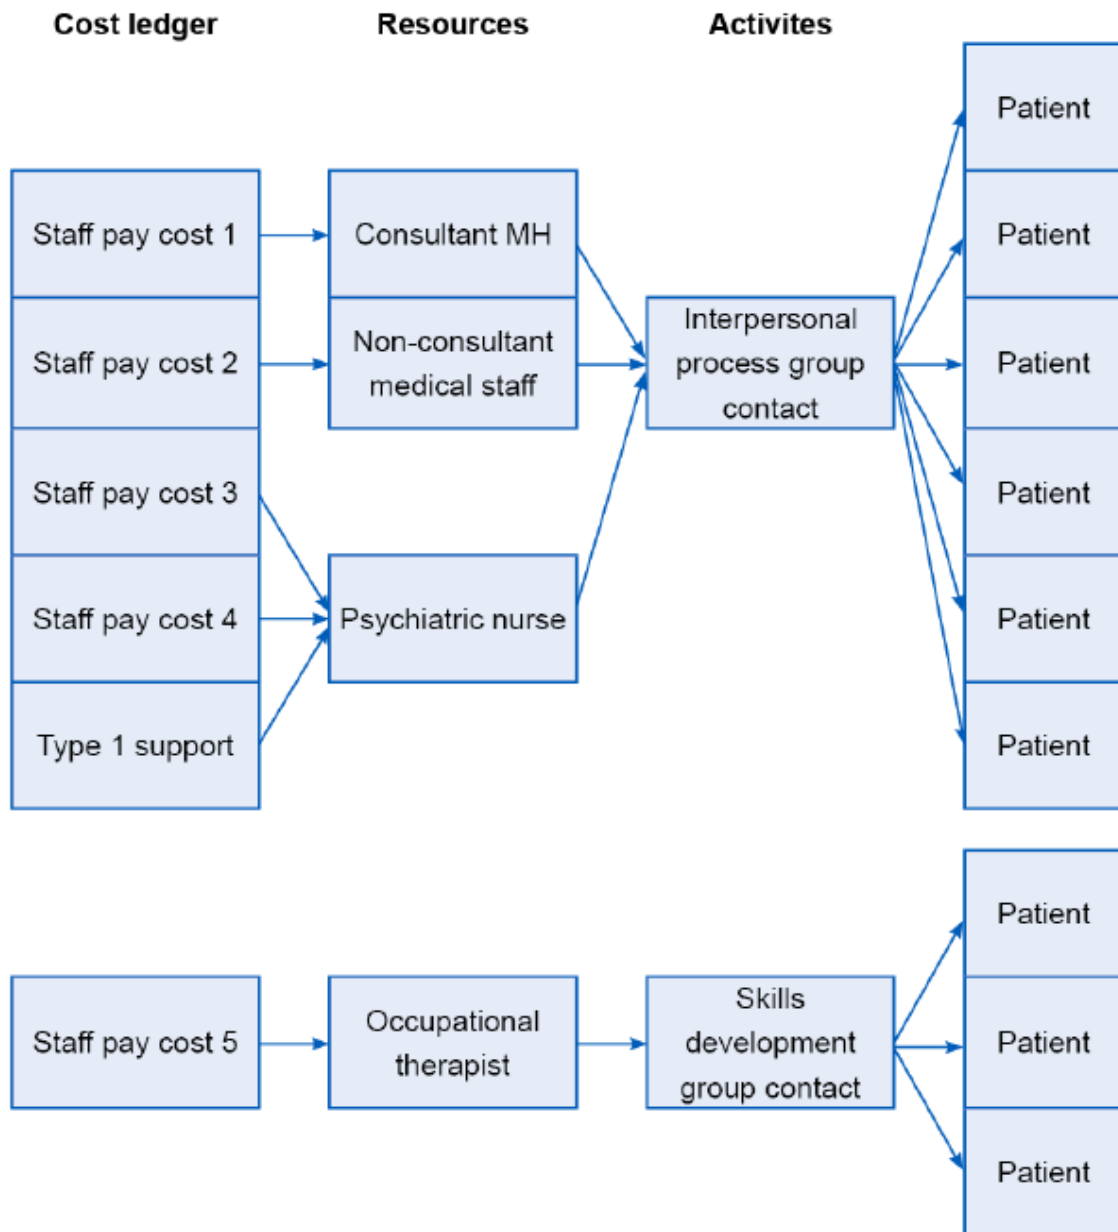 Cost ledger
Resources
Activites
Patient
Staff pay cost 1
Consultant MH
Patient
Staff pay cost 2
Non-consultant
medical staff
Interpersonal
process group
contact
Patient
Staff pay cost 3
Patient
Staff pay cost 4
Psychiatric nurse
Patient
Type 1 support
Patient
Patient
Staff pay cost 5
Occupational
therapist
Skills
development
group contact
Patient
Patient